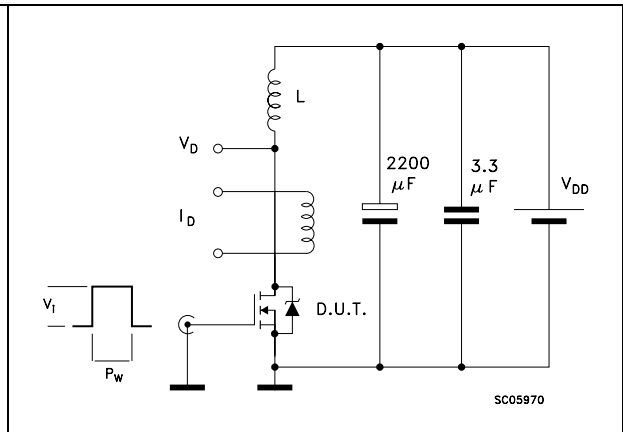 L
V_D
2200
μF
3.3
μF
V_DD
I_D
D.U.T.
V_i
P_W
SC05970